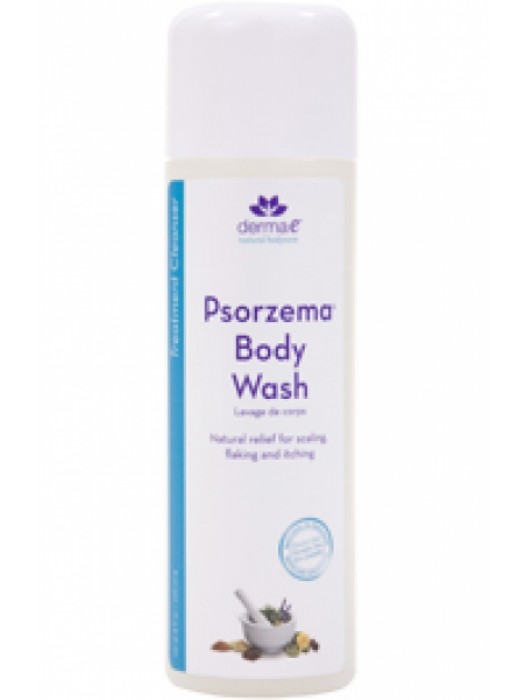 derma e
natural bodycare
Psorzema
Body
Wash
Lavage de corps
Natural relief for scaling,
flaking and itching
Treatment Cleanser